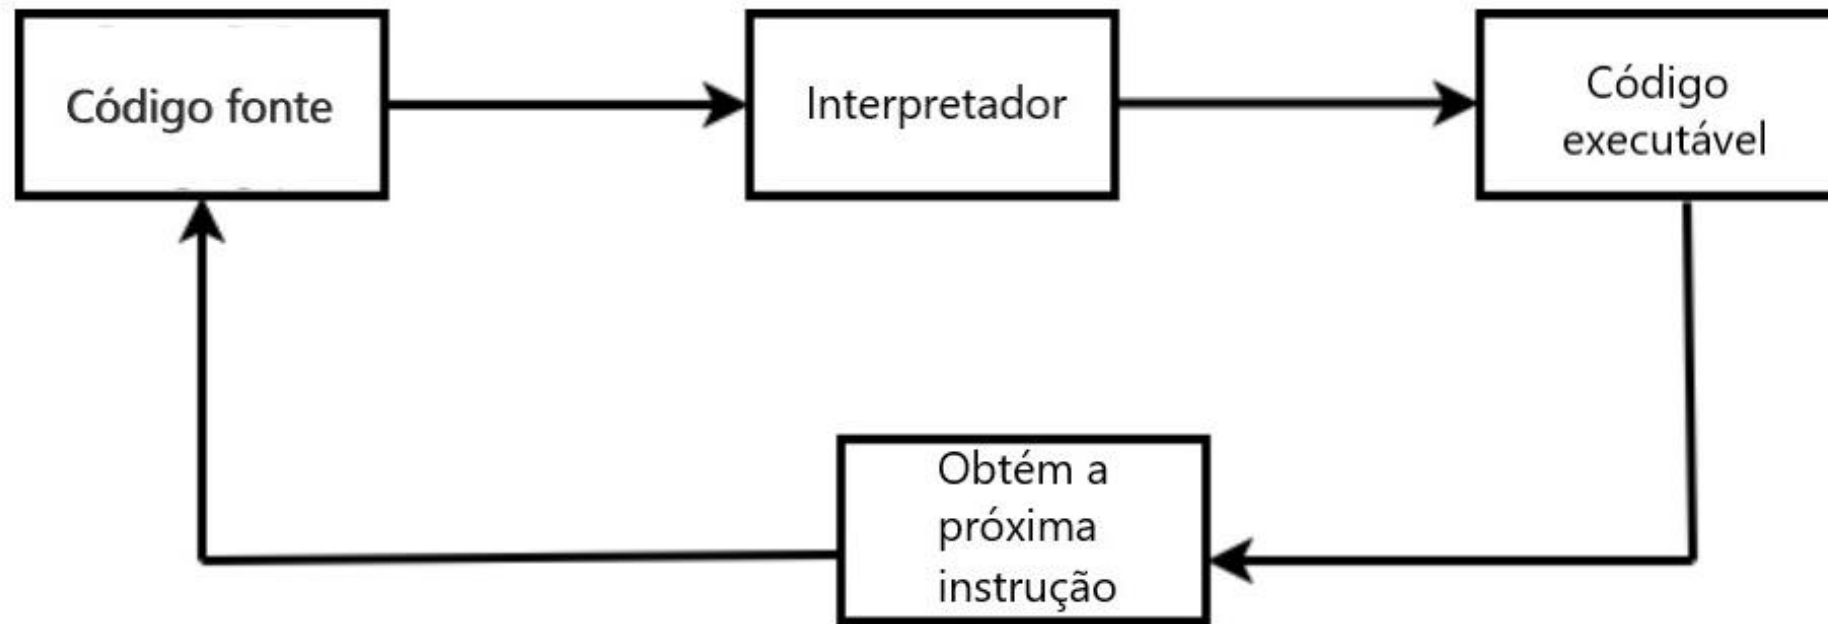 Código fonte
Interpretador
Código
executável
Obtém a
próxima
instrução